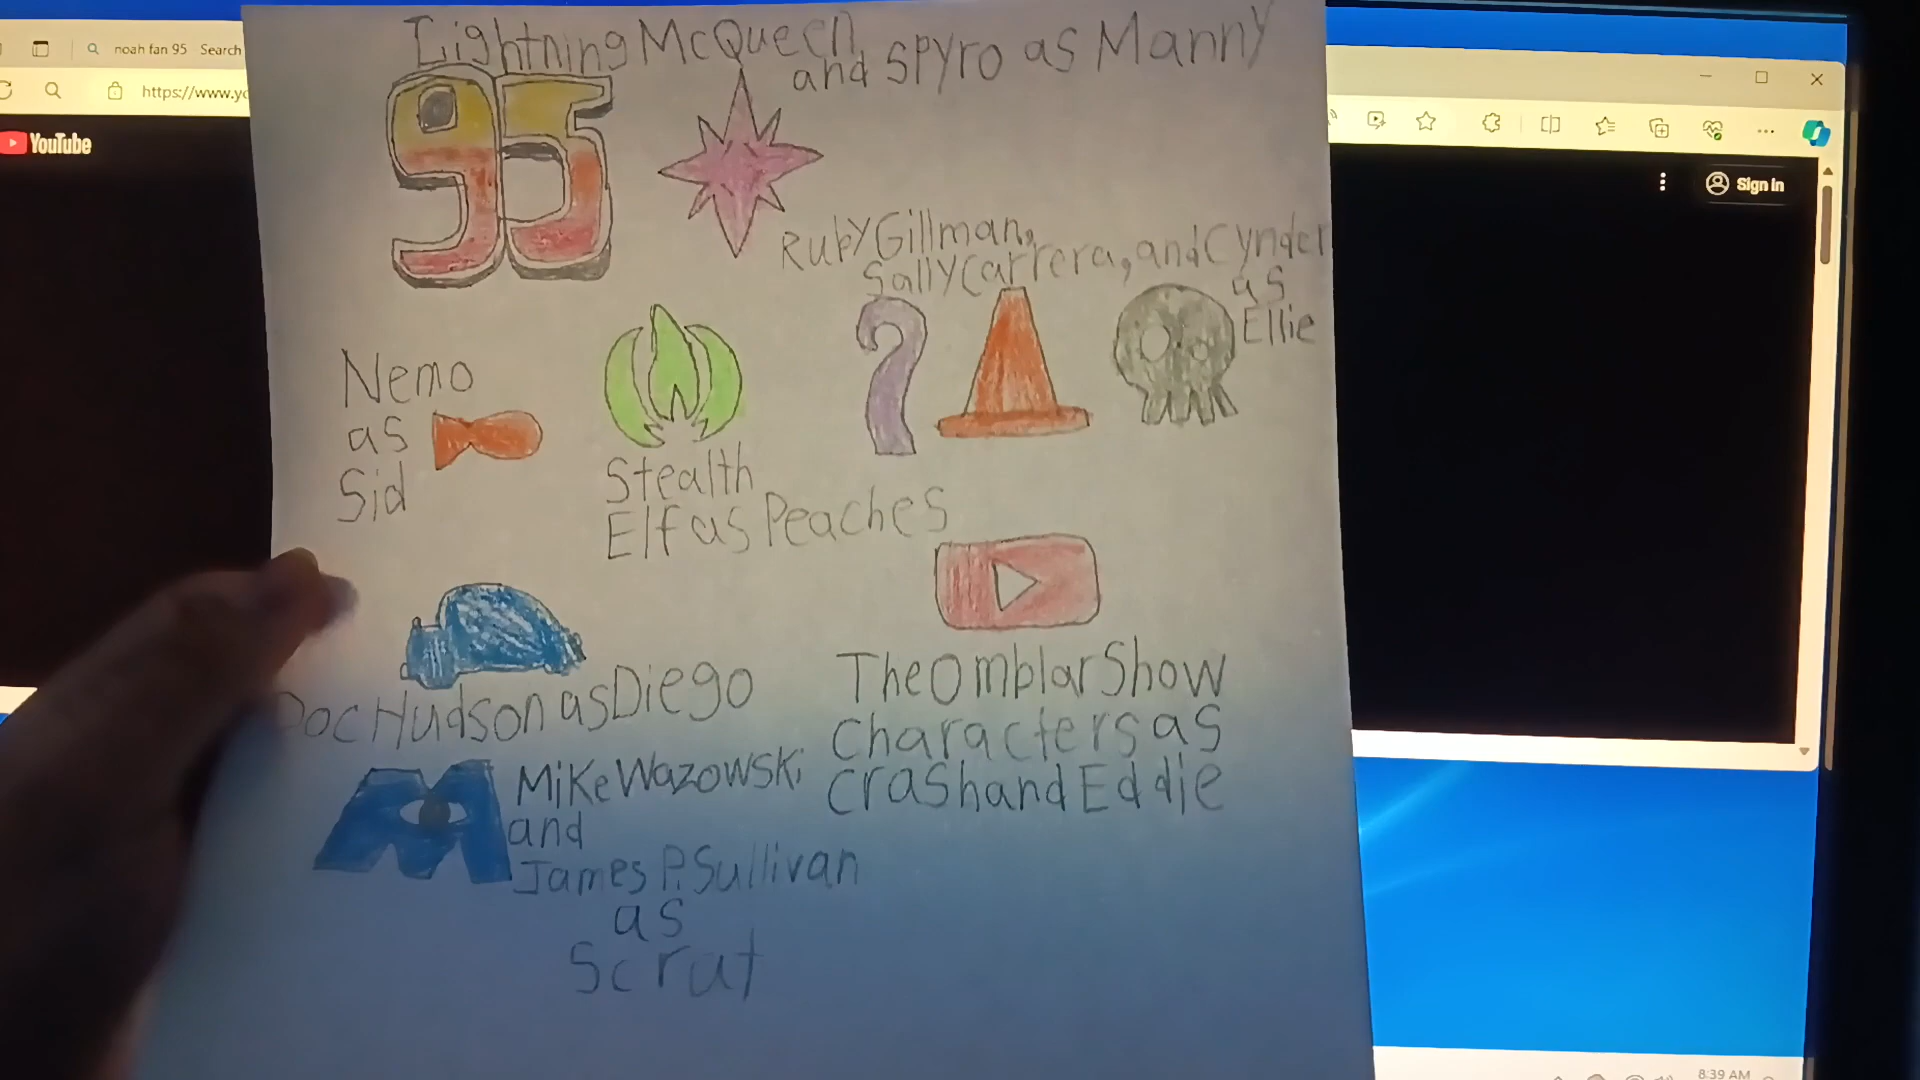 noah fan 95 Search
https://www.yo
YouTube
Sign in
Lightning McQueen
and Spyro as Manny
95
Ruby Gillman,
Sally Carrera, and Cynder
as
Ellie
Nemo
as
Sid
Stealth
Elf as Peaches
Doc Hudson as Diego
The Omblar Show
characters as
crash and Eddie
Mike Wazowski
and
James P. Sullivan
as
Scrat
8:39 AM